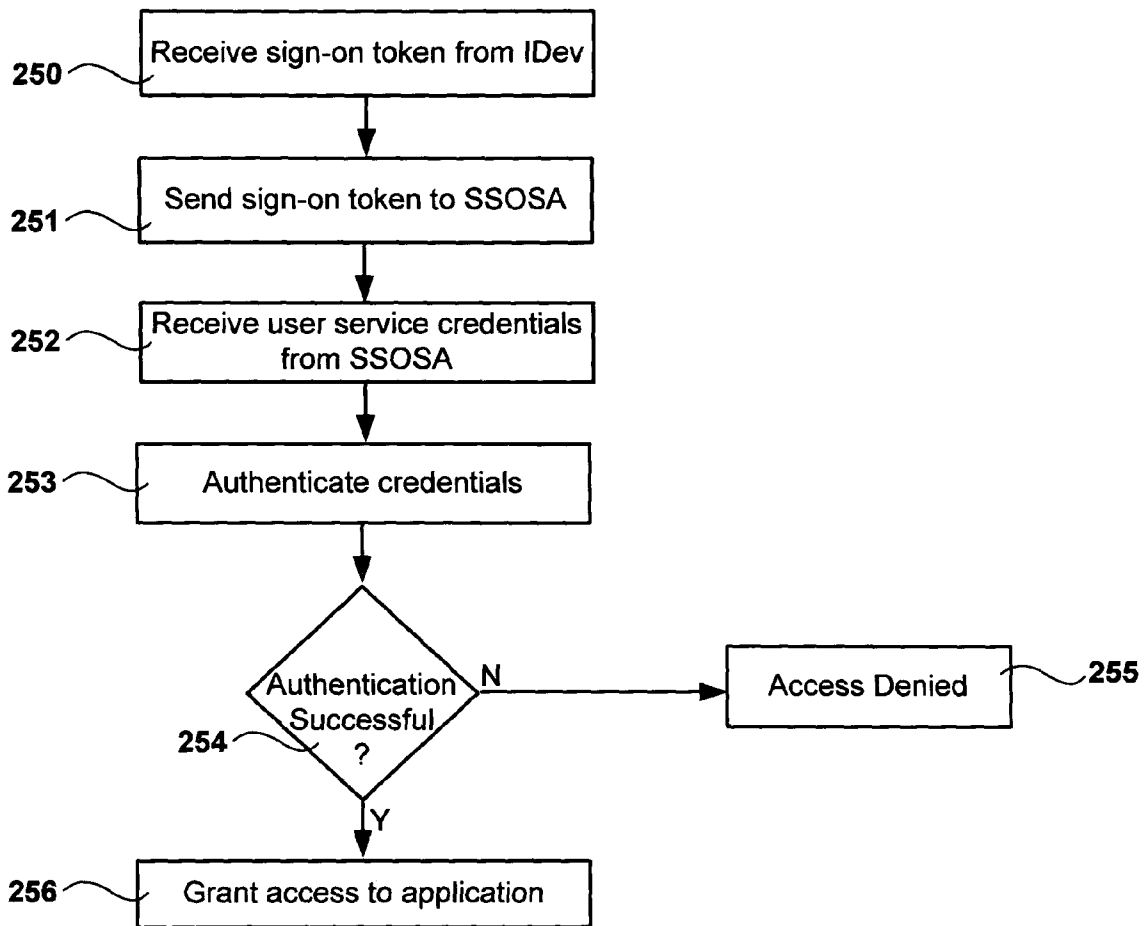 250
Receive sign-on token from IDev
251
Send sign-on token to SSOSA
252
Receive user service credentials
from SSOSA
253
Authenticate credentials
254
Authentication
Successful
?
N
Access Denied
255
Y
256
Grant access to application